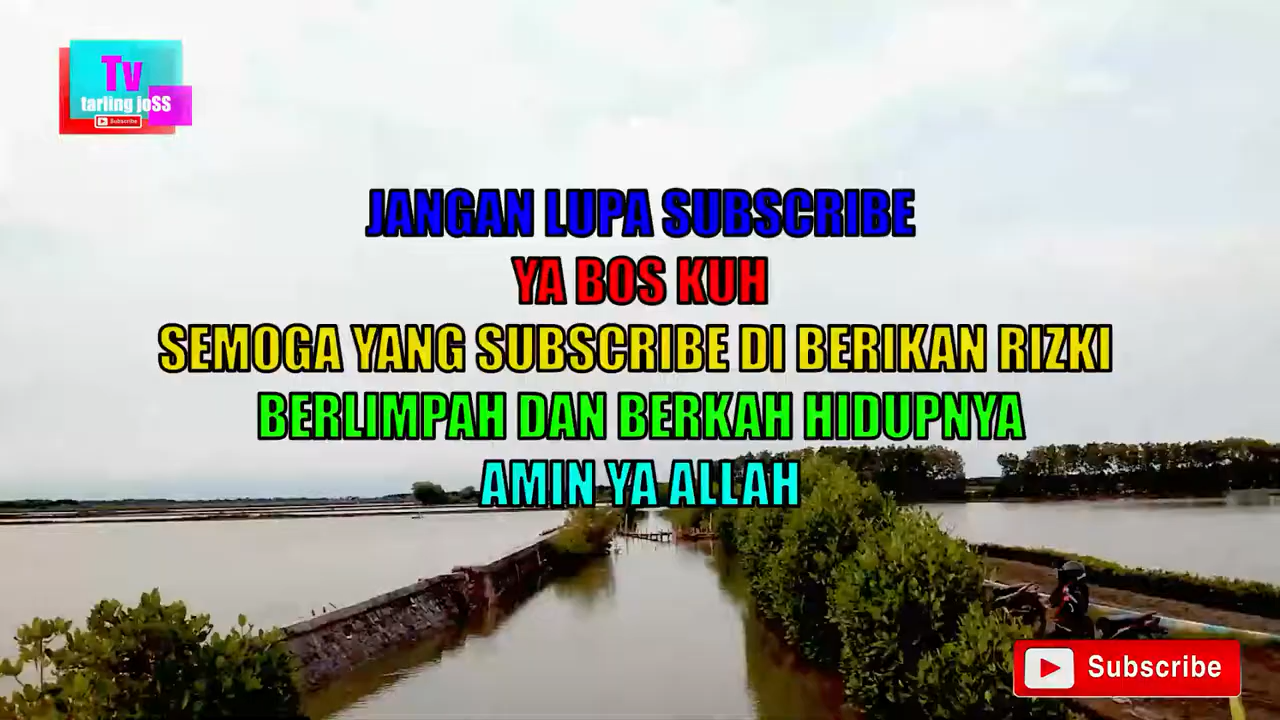 Tv
tarling joSS
Subscribe
JANGAN LUPA SUBSCRIBE
YA BOS KUH
SEMOGA YANG SUBSCRIBE DI BERIKAN RIZKI
BERLIMPAH DAN BERKAH HIDUPNYA
AMIN YA ALLAH
Subscribe